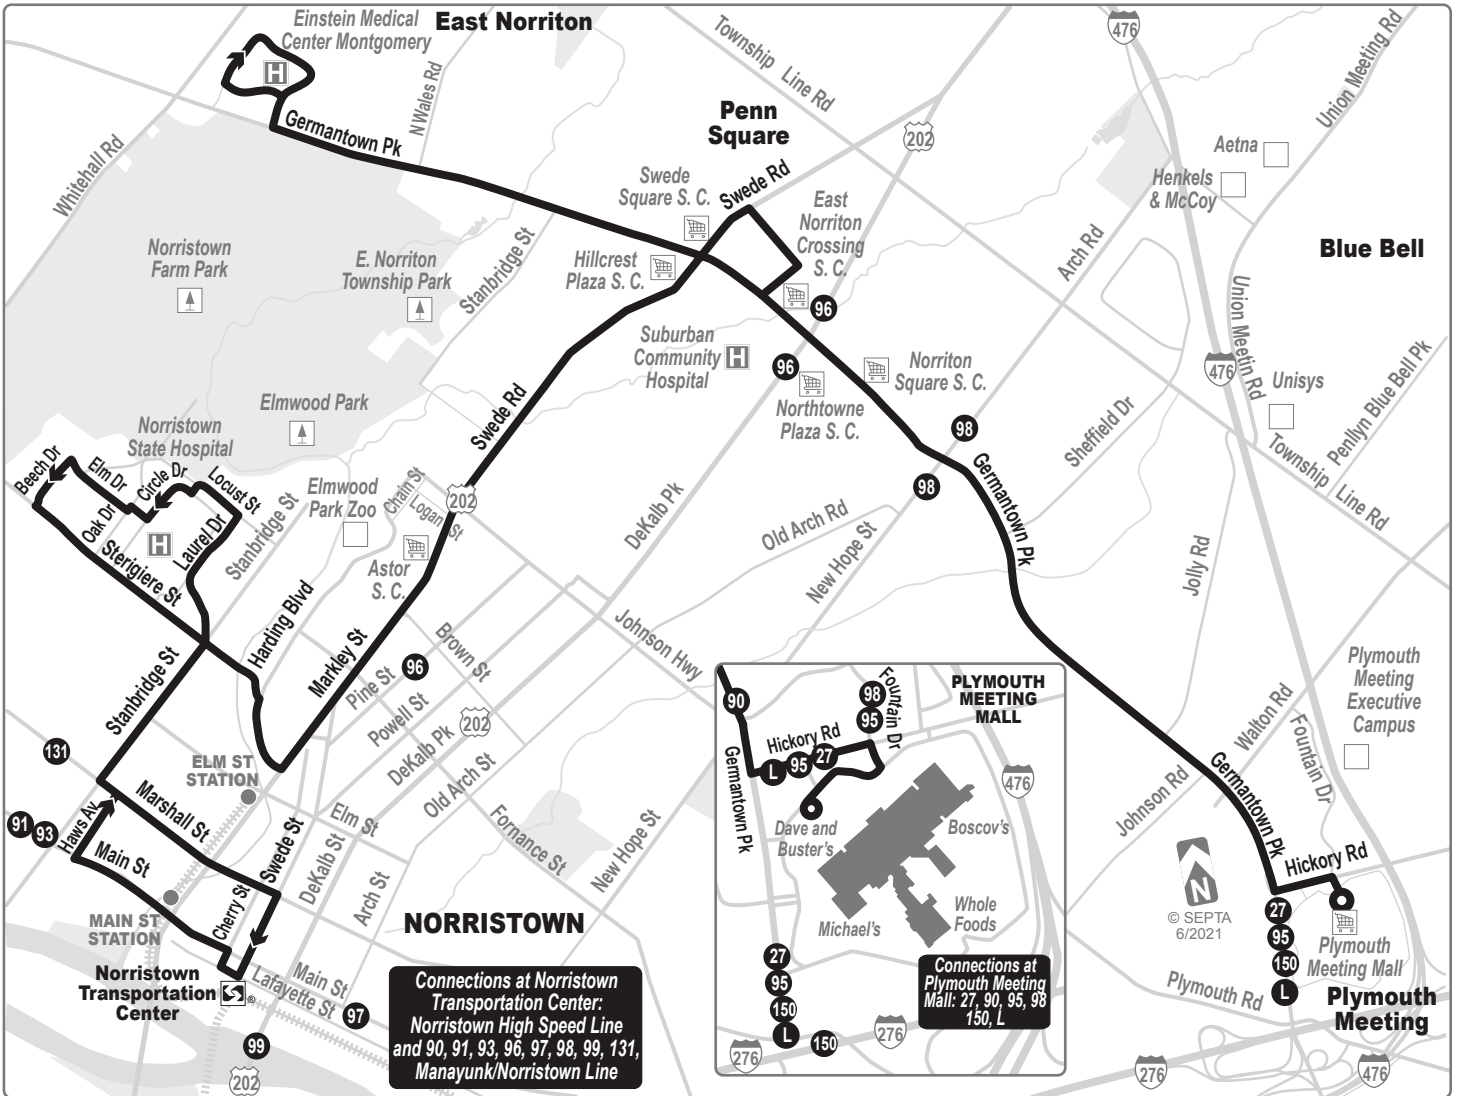 Einstein Medical
Center Montgomery
East Norriton
N Wales Rd
Germantown Pk
Whitehall Rd
Township Line Rd
476
Union Meeting Rd
Penn
Square
202
Aetna
Henkels
& McCoy
Swede
Square S. C.
Swede Rd
East
Norriton
Crossing
S. C.
Arch Rd
Blue Bell
Norristown
Farm Park
E. Norriton
Township Park
Stanbridge St
Hillcrest
Plaza S. C.
96
Union Meetin Rd
Suburban
Community
Hospital
H
H
96
Norriton
Square S. C.
476
Unisys
Penllyn Blue Bell Pk
Northtowne
Plaza S. C.
Elmwood Park
Swede Rd
98
Sheffield Dr
Township Line Rd
Norristown
State Hospital
Beech Dr
Elm Dr
Circle Dr
Locust St
Elmwood
Park Zoo
Chain St
Logan St
202
98
Germantown Pk
DeKalb Pk
Old Arch Rd
New Hope St
Oak Dr
H
Laurel Dr
Stanbridge St
Sterigiere St
Astor
S. C.
Jolly Rd
Harding Blvd
Johnson Hwy
Brown St
Stanbridge St
Markley St
96
Pine St
Powell St
202
DeKalb Pk
Old Arch St
131
ELM ST
STATION
Plymouth
Meeting
Executive
Campus
Walton Rd
Fountain Dr
Johnson Rd
Germantown Pk
91
93
Haws Av
Marshall St
Main St
Swede St
Elm St
DeKalb St
Fornance St
New Hope St
Arch St
Cherry St
MAIN ST
STATION
NORRISTOWN
Norristown
Transportation
Center
®
Main St
Lafayette St
97
99
202
Connections at Norristown
Transportation Center:
Norristown High Speed Line
and 90, 91, 93, 96, 97, 98, 99, 131,
Manayunk/Norristown Line
PLYMOUTH
MEETING
MALL
90
98
95
Fountain Dr
Hickory Rd
L
95
27
Germantown Pk
476
Dave and
Buster's
Boscov's
Michael's
Whole
Foods
27
95
150
L
150
276
276
Connections at
Plymouth Meeting
Mall: 27, 90, 95, 98
150, L
N
© SEPTA
6/2021
Hickory Rd
27
95
150
L
Plymouth
Meeting Mall
Plymouth Rd
Plymouth
Meeting
276
476